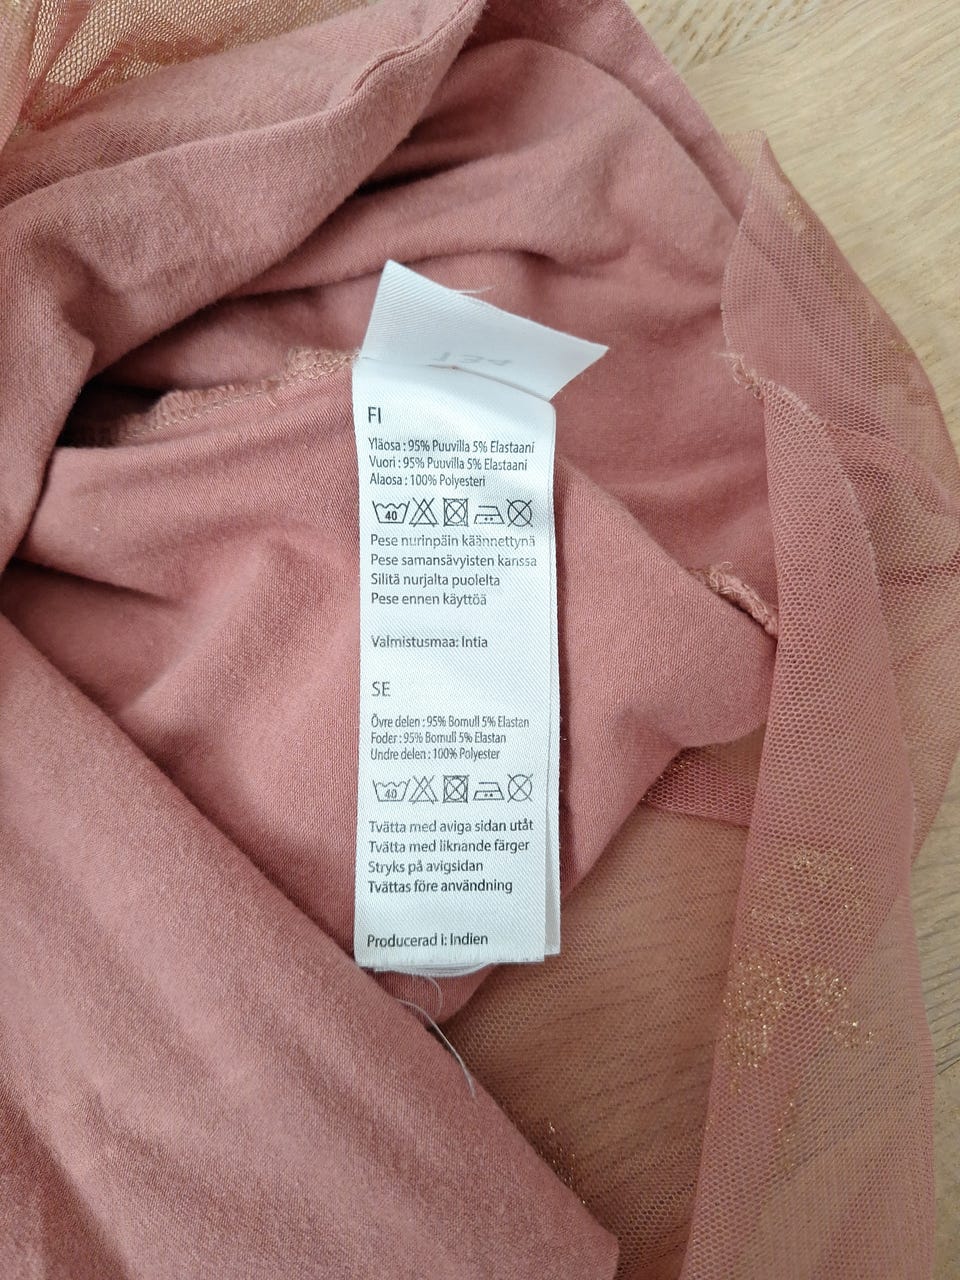 134
FI
Yläosa : 95% Puuvilla 5% Elastaani
Vuori : 95% Puuvilla 5% Elastaani
Alaosa : 100% Polyesteri
40
Pese nurinpäin käännettynä
Pese samansävyisten kanssa
Silitä nurjalta puolelta
Pese ennen käyttöä
Valmistusmaa: Intia
SE
Övre delen : 95% Bomull 5% Elastan
Foder : 95% Bomull 5% Elastan
Undre delen : 100% Polyester
40
Tvätta med aviga sidan utåt
Tvätta med liknande färger
Stryks på avigsidan
Tvättas före användning
Producerad i: Indien